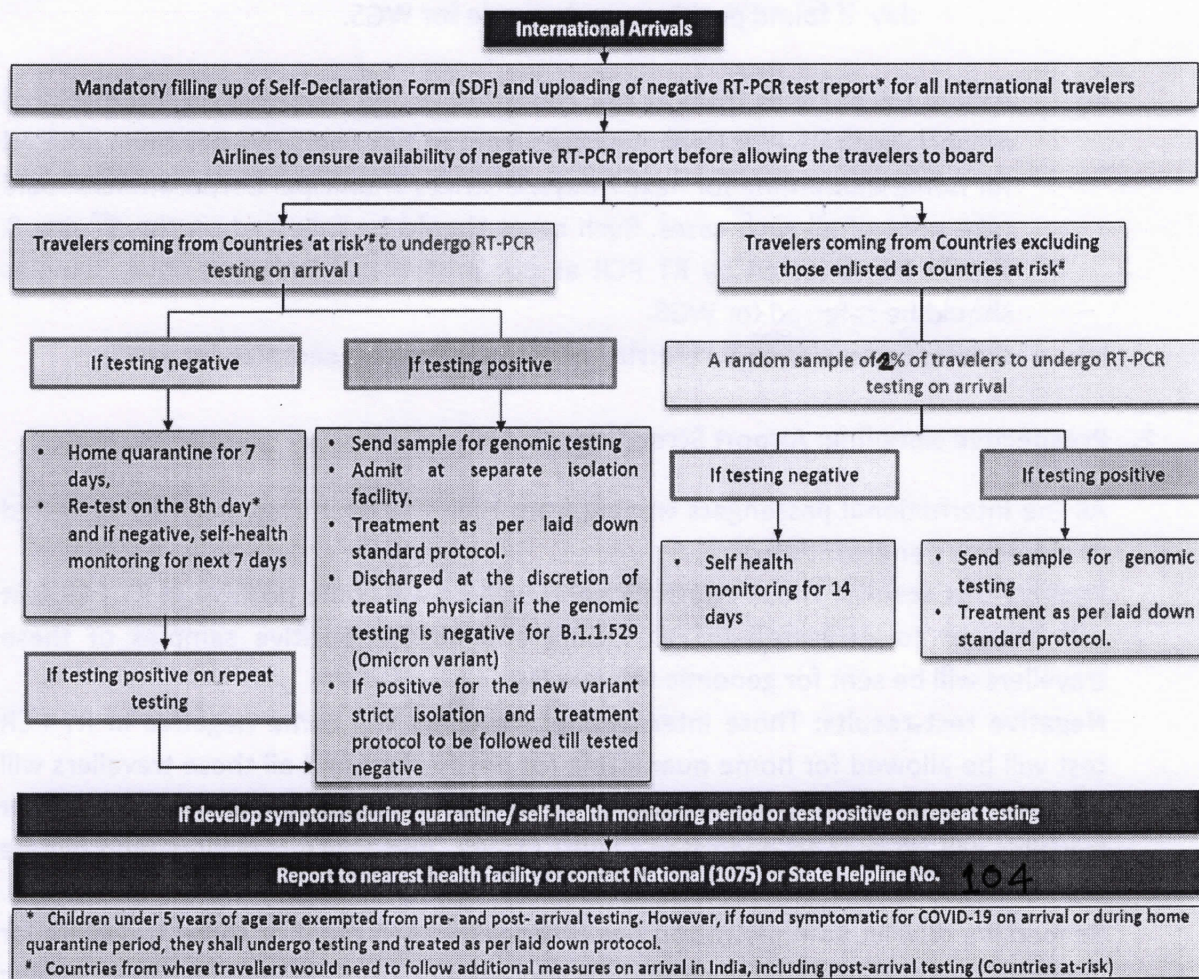 International Arrivals
Mandatory filling up of Self-Declaration Form (SDF) and uploading of negative RT-PCR test report* for all International travelers
Airlines to ensure availability of negative RT-PCR report before allowing the travelers to board
Travelers coming from Countries 'at risk'# to undergo RT-PCR
testing on arrival I
Travelers coming from Countries excluding
those enlisted as Countries at risk#
If testing negative
If testing positive
A random sample of 2% of travelers to undergo RT-PCR
testing on arrival
• Home quarantine for 7
days,
• Re-test on the 8th day*
and if negative, self-health
monitoring for next 7 days
• Send sample for genomic testing
• Admit at separate isolation
facility,
• Treatment as per laid down
standard protocol.
• Discharged at the discretion of
treating physician if the genomic
testing is negative for B.1.1.529
(Omicron variant)
• If positive for the new variant
strict isolation and treatment
protocol to be followed till tested
negative
If testing negative
If testing positive
• Self health
monitoring for 14
days
• Send sample for genomic
testing
• Treatment as per laid down
standard protocol.
If testing positive on repeat
testing
If develop symptoms during quarantine/ self-health monitoring period or test positive on repeat testing
Report to nearest health facility or contact National (1075) or State Helpline No. 104
* Children under 5 years of age are exempted from pre- and post- arrival testing. However, if found symptomatic for COVID-19 on arrival or during home
quarantine period, they shall undergo testing and treated as per laid down protocol.
# Countries from where travellers would need to follow additional measures on arrival in India, including post-arrival testing (Countries at-risk)